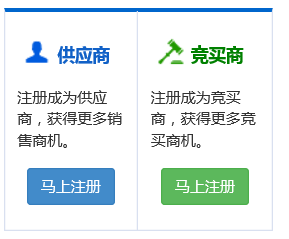 供应商
注册成为供应
商，获得更多销
售商机。
马上注册
竞买商
注册成为竞买
商，获得更多竞
买商机。
马上注册